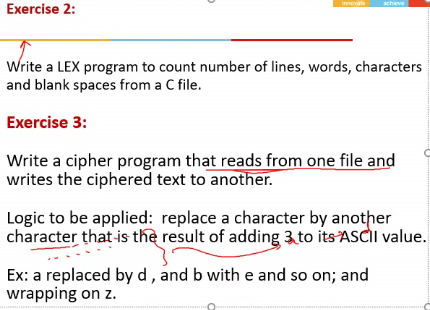 innovate achieve
Exercise 2:
Write a LEX program to count number of lines, words, characters
and blank spaces from a C file.
Exercise 3:
Write a cipher program that reads from one file and
writes the ciphered text to another.
Logic to be applied: replace a character by another
character that is the result of adding 3 to its ASCII value.
a d
Ex: a replaced by d , and b with e and so on; and
wrapping on z.